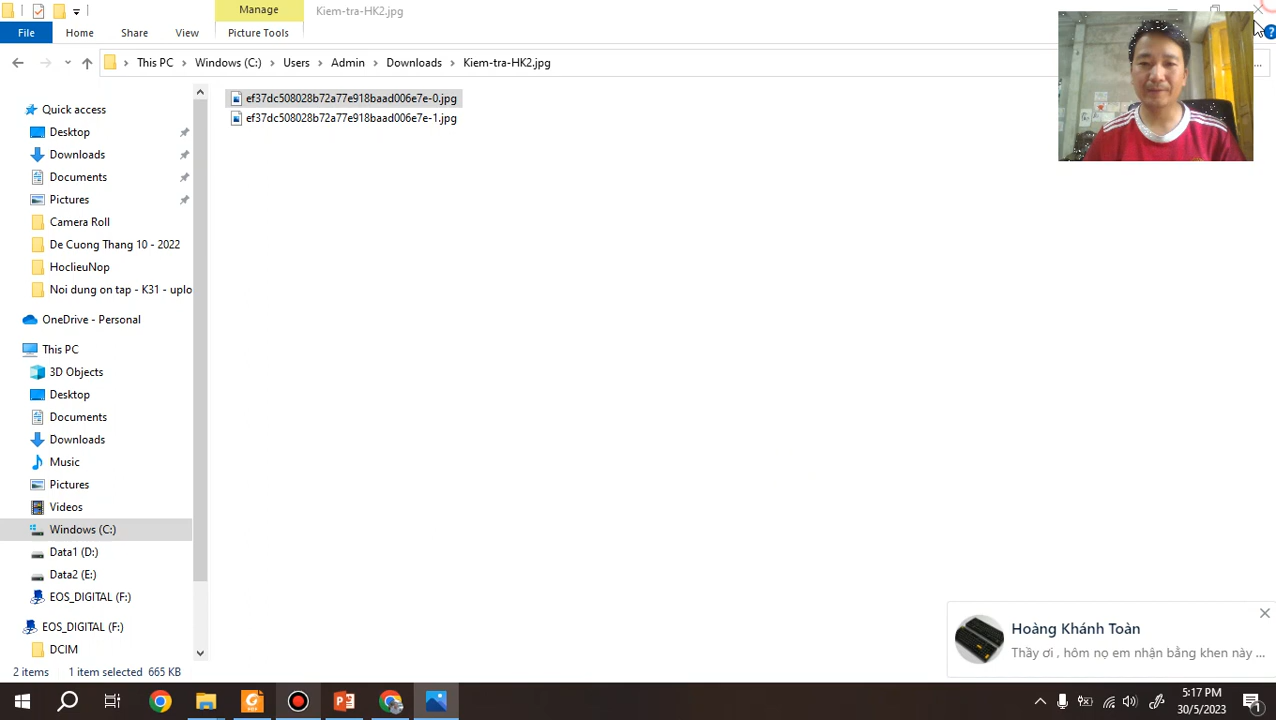 Manage
Kiem-tra-HK2.jpg
File
Home
Share
View
Picture Tools
This PC
Windows (C:)
Users
Admin
Downloads
Kiem-tra-HK2.jpg
Quick access
Desktop
Downloads
Documents
Pictures
Camera Roll
De Cuong Thang 10 - 2022
HoclieuNop
Noi dung on tap - K31 - uplo
OneDrive - Personal
This PC
3D Objects
Desktop
Documents
Downloads
Music
Pictures
Videos
Windows (C:)
Data1 (D:)
Data2 (E:)
EOS_DIGITAL (F:)
EOS_DIGITAL (F:)
DCIM
ef37dc508028b72a77e918baad006e7e-0.jpg
ef37dc508028b72a77e918baad006e7e-1.jpg
Hoàng Khánh Toàn
Thầy ơi , hôm nọ em nhận bằng khen này ...
2 items
1 item selected 665 KB
5:17 PM
30/5/2023
1